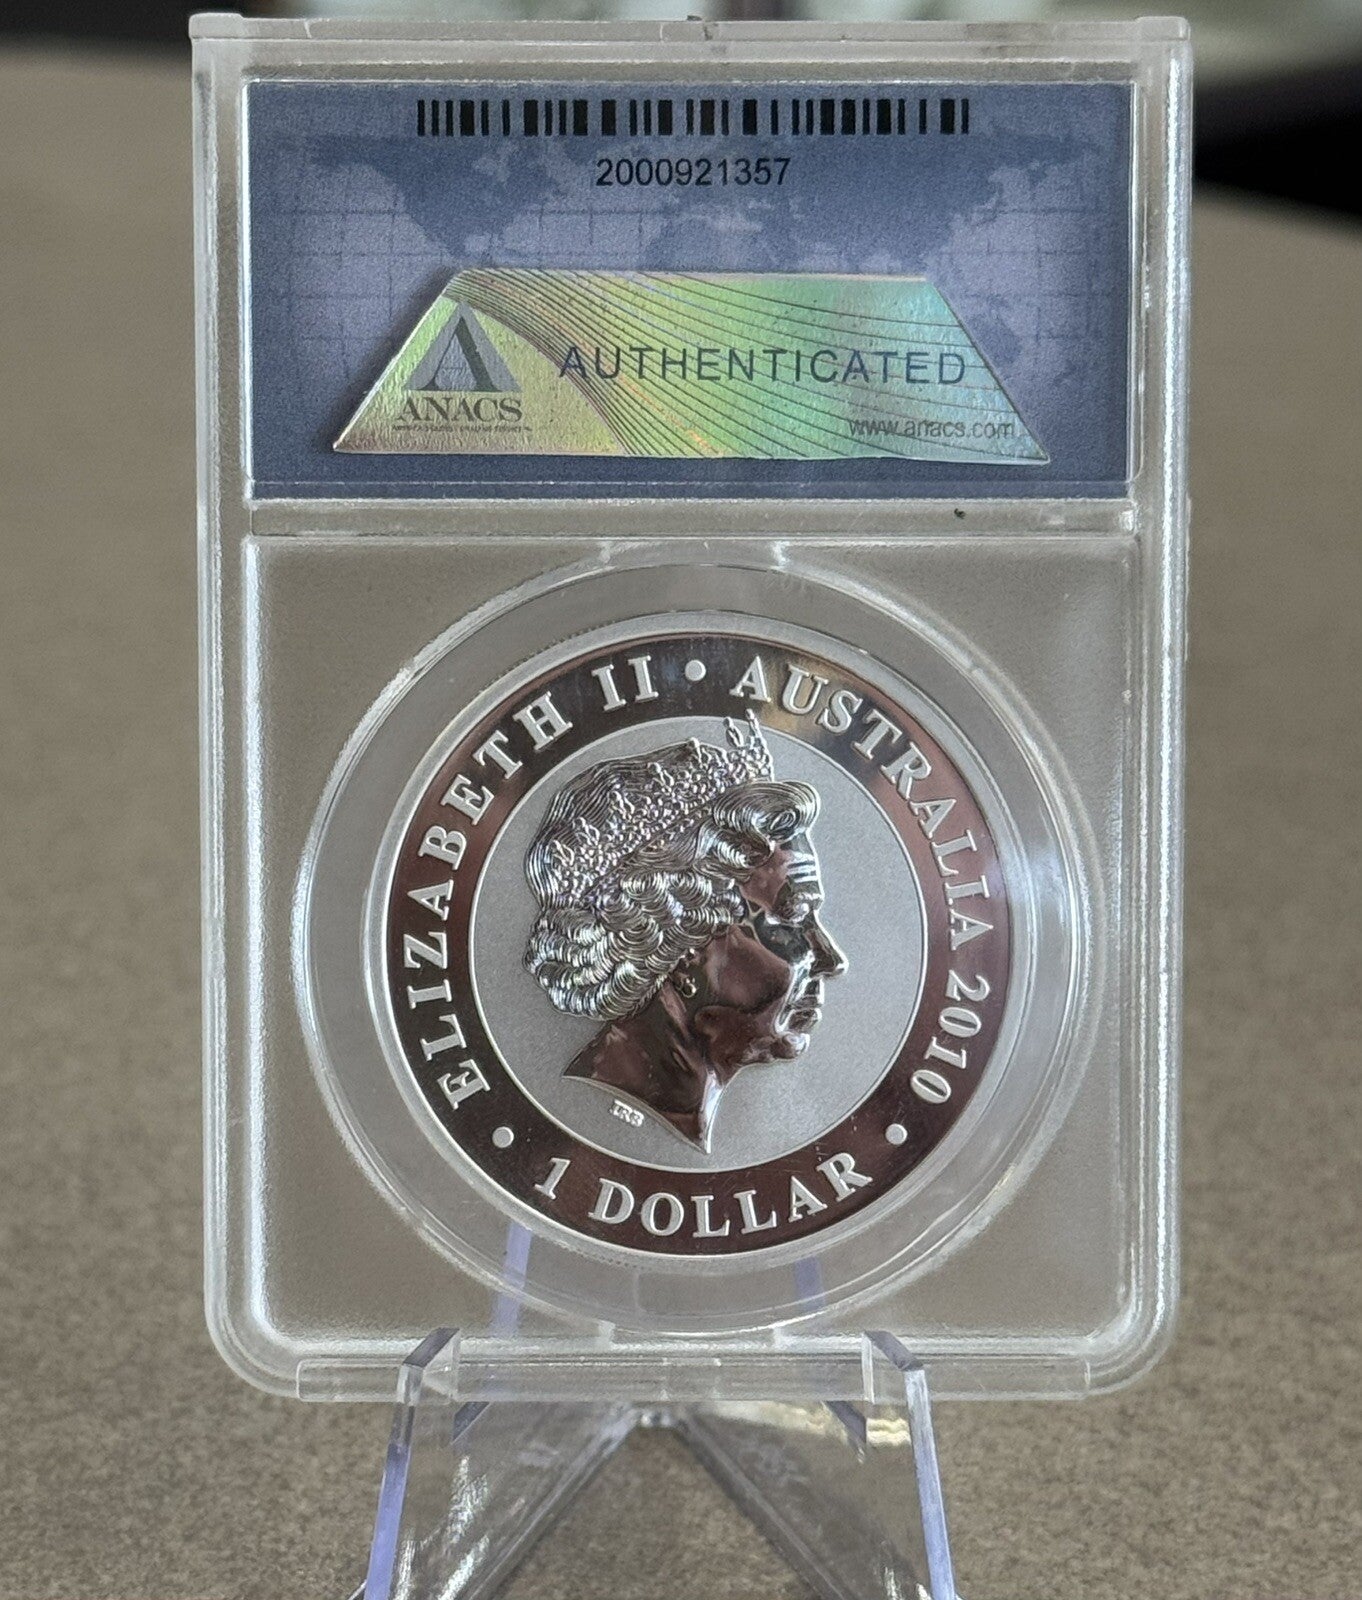 2000921357
ANACS
AUTHENTICATED
www.anacs.com
ELIZABETH II • AUSTRALIA 2010
• 1 DOLLAR •
IRB